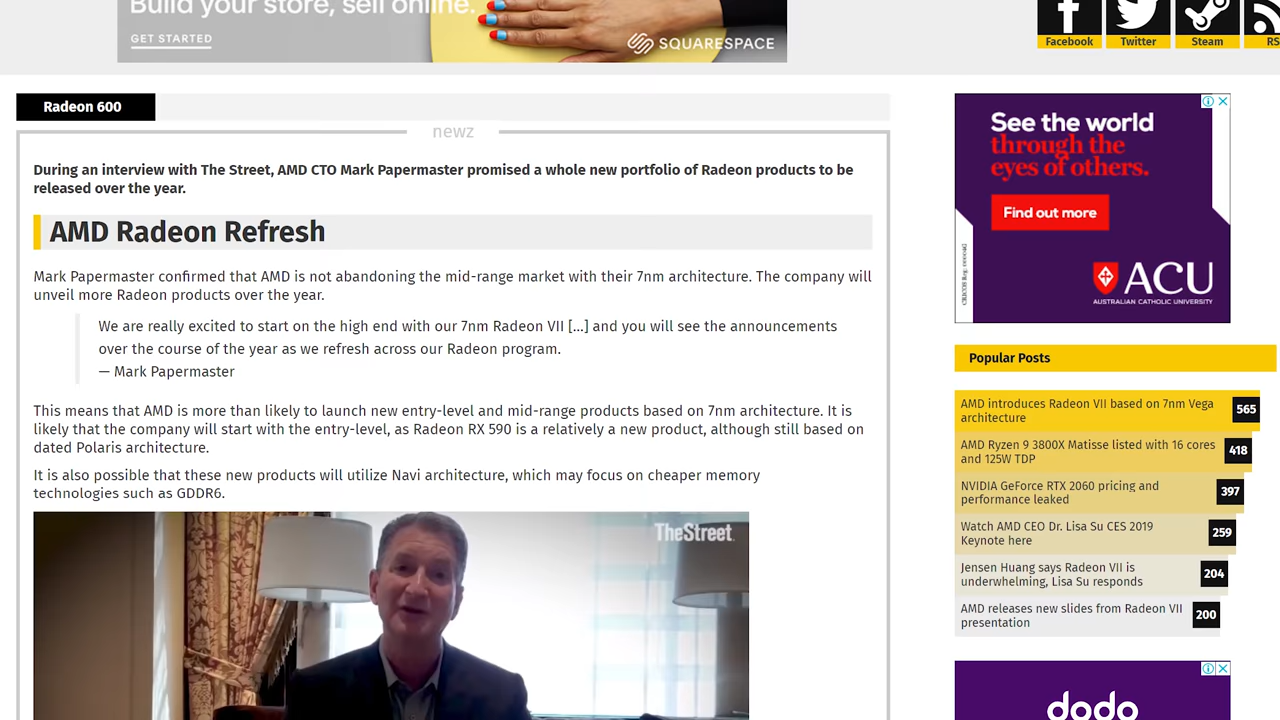 Build your store, sell online.
GET STARTED
SQUARESPACE
Facebook
Twitter
Steam
RS
Radeon 600
newz
During an interview with The Street, AMD CTO Mark Papermaster promised a whole new portfolio of Radeon products to be
released over the year.
AMD Radeon Refresh
Mark Papermaster confirmed that AMD is not abandoning the mid-range market with their 7nm architecture. The company will
unveil more Radeon products over the year.
We are really excited to start on the high end with our 7nm Radeon VII [...] and you will see the announcements
over the course of the year as we refresh across our Radeon program.
— Mark Papermaster
This means that AMD is more than likely to launch new entry-level and mid-range products based on 7nm architecture. It is
likely that the company will start with the entry-level, as Radeon RX 590 is a relatively a new product, although still based on
dated Polaris architecture.
It is also possible that these new products will utilize Navi architecture, which may focus on cheaper memory
technologies such as GDDR6.
TheStreet
See the world
through the
eyes of others.
Find out more
ACU
AUSTRALIAN CATHOLIC UNIVERSITY
Popular Posts
AMD introduces Radeon VII based on 7nm Vega
architecture
565
AMD Ryzen 9 3800X Matisse listed with 16 cores
and 125W TDP
418
NVIDIA GeForce RTX 2060 pricing and
performance leaked
397
Watch AMD CEO Dr. Lisa Su CES 2019
Keynote here
259
Jensen Huang says Radeon VII is
underwhelming, Lisa Su responds
204
AMD releases new slides from Radeon VII
presentation
200
dodo